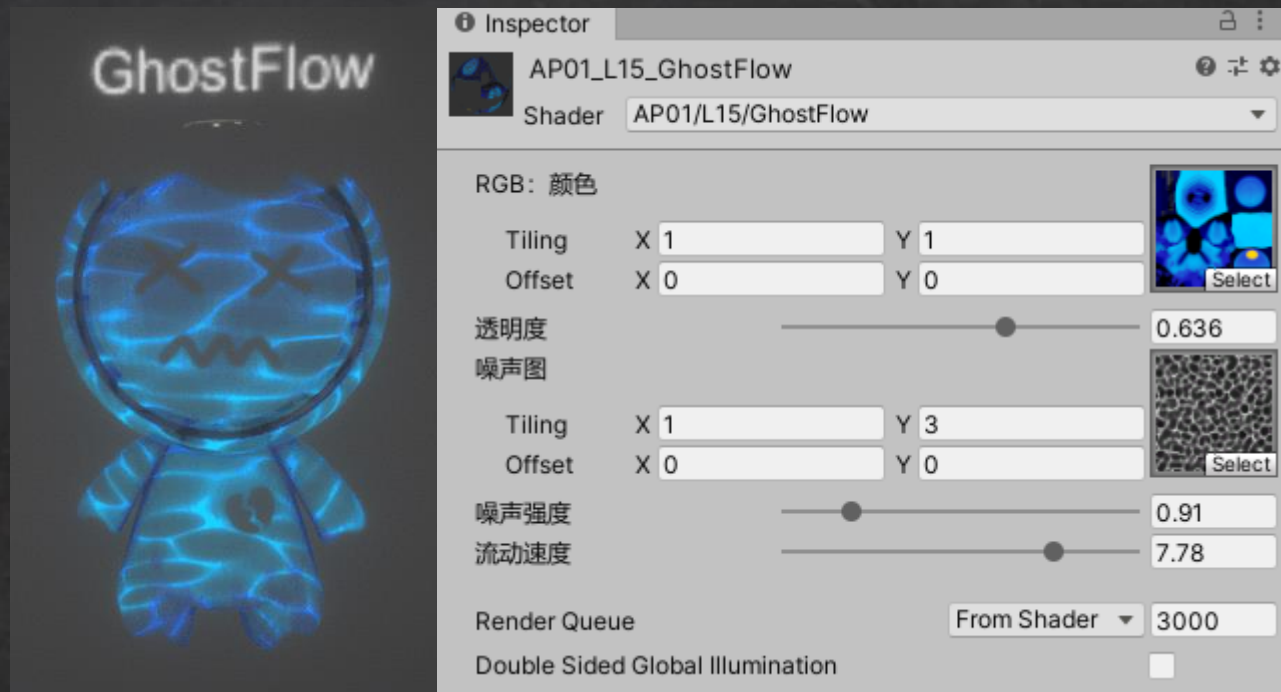 GhostFlow
Inspector
AP01_L15_GhostFlow
Shader AP01/L15/GhostFlow
RGB：颜色
Tiling X 1 Y 1
Offset X 0 Y 0
Select
透明度 0.636
噪声图
Tiling X 1 Y 3
Offset X 0 Y 0
Select
噪声强度 0.91
流动速度 7.78
Render Queue From Shader 3000
Double Sided Global Illumination